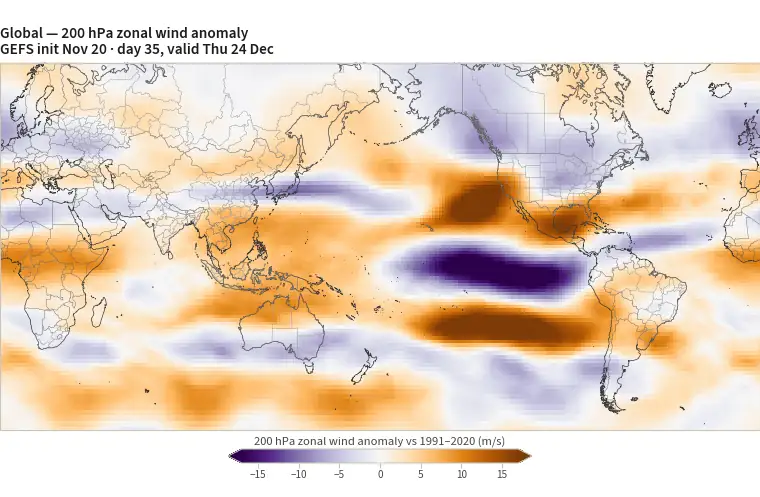 Global — 200 hPa zonal wind anomaly
GEFS init Nov 20 · day 35, valid Thu 24 Dec
200 hPa zonal wind anomaly vs 1991–2020 (m/s)
−15 −10 −5 0 5 10 15